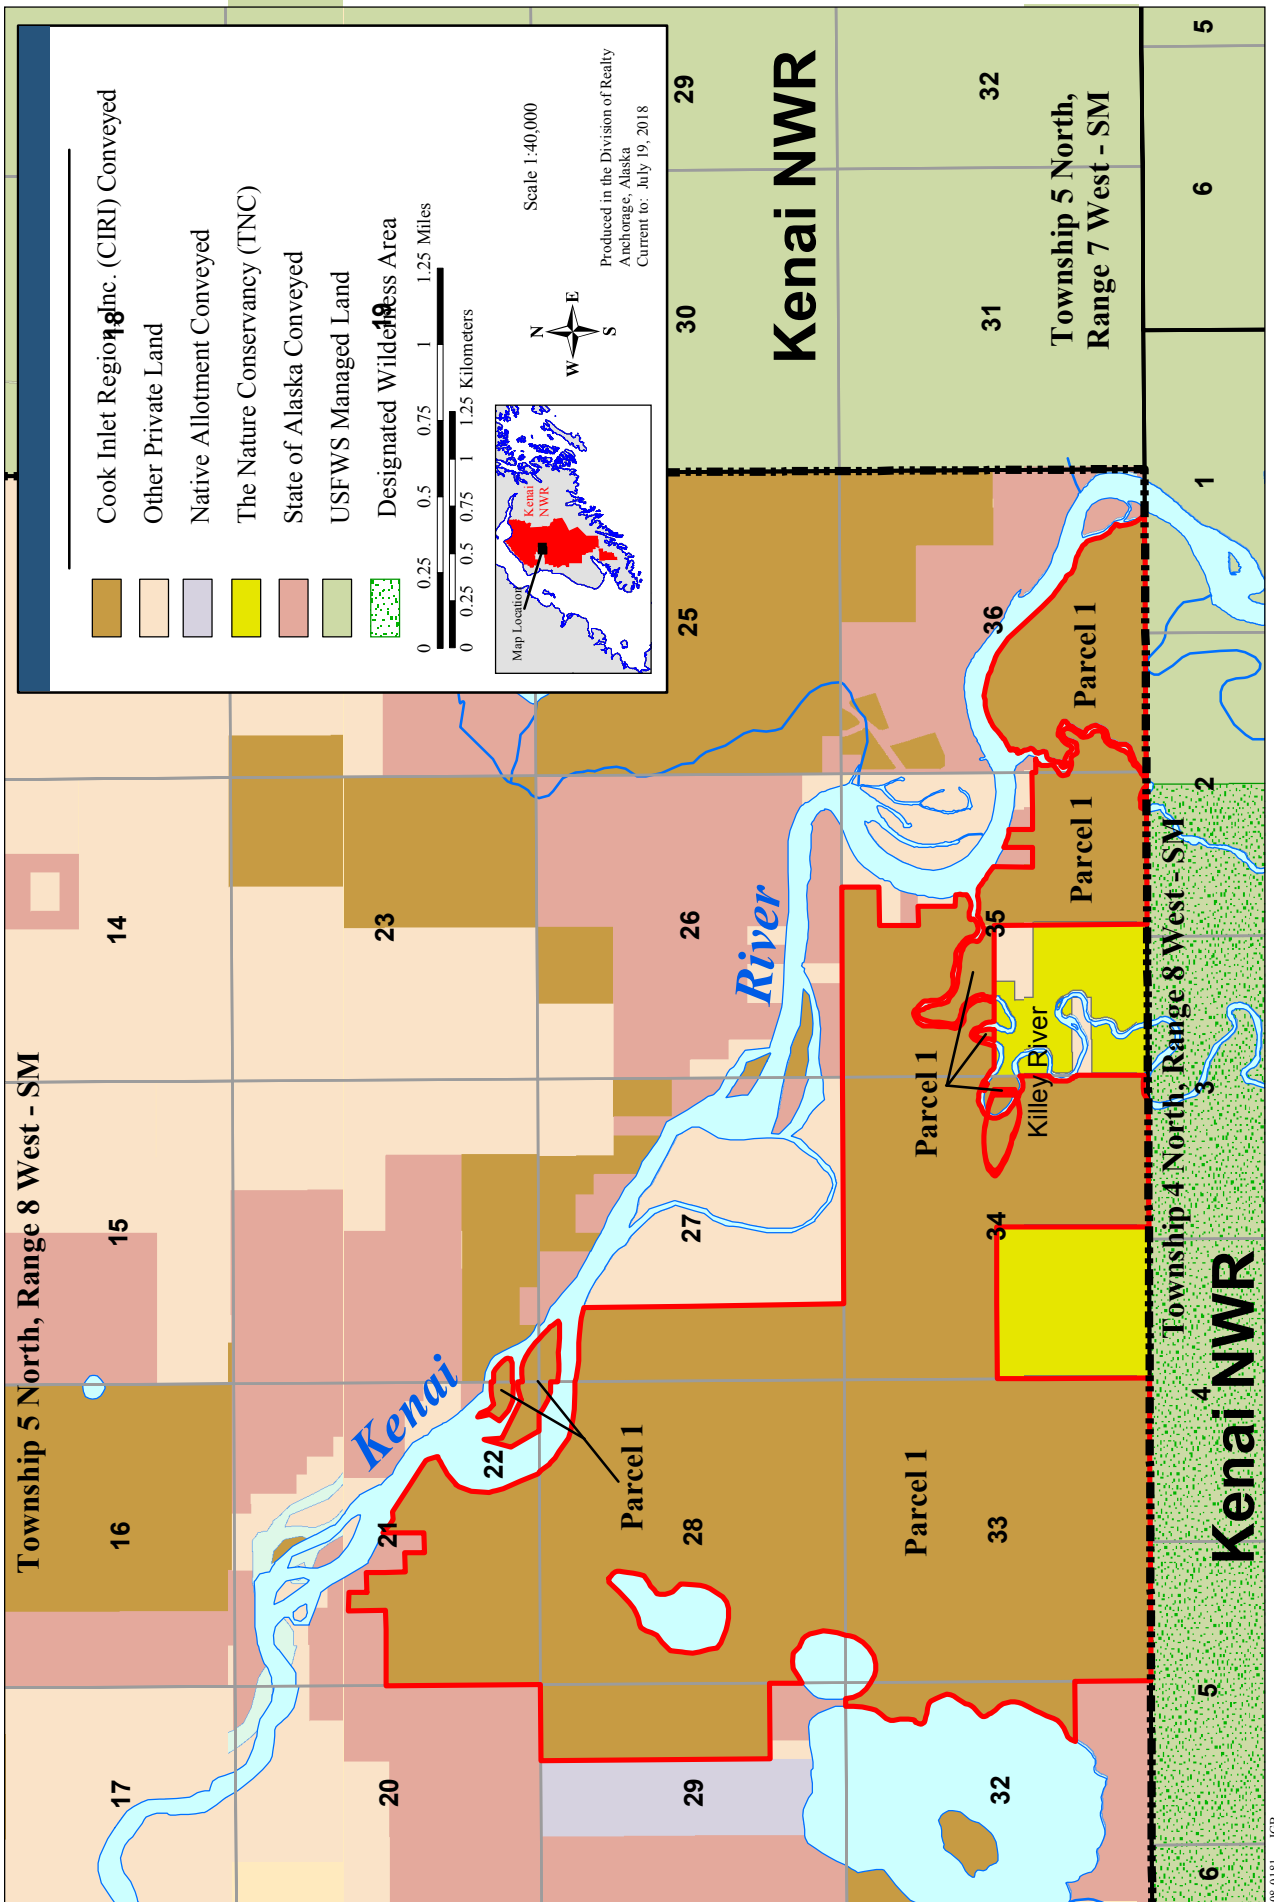 Township 5 North, Range 8 West - SM
17
16
15
14
18
Cook Inlet Region, Inc. (CIRI) Conveyed
Other Private Land
Native Allotment Conveyed
The Nature Conservancy (TNC)
State of Alaska Conveyed
USFWS Managed Land
Designated Wilderness Area
19
0 0.25 0.5 0.75 1 1.25 Miles
0 0.25 0.5 0.75 1 1.25 Kilometers
Map Location
Kenai
NWR
N
W E
S
Scale 1:40,000
Produced in the Division of Realty
Anchorage, Alaska
Current to: July 19, 2018
20
21
22
23
Kenai
River
29
28
27
26
25
30
29
Parcel 1
Kenai NWR
Parcel 1
Parcel 1
Parcel 1
Parcel 1
32
33
34
35
36
31
32
Killey River
Township 5 North,
Range 7 West - SM
Township 4 North, Range 8 West - SM
6
5
4
3
2
1
6
5
Kenai NWR